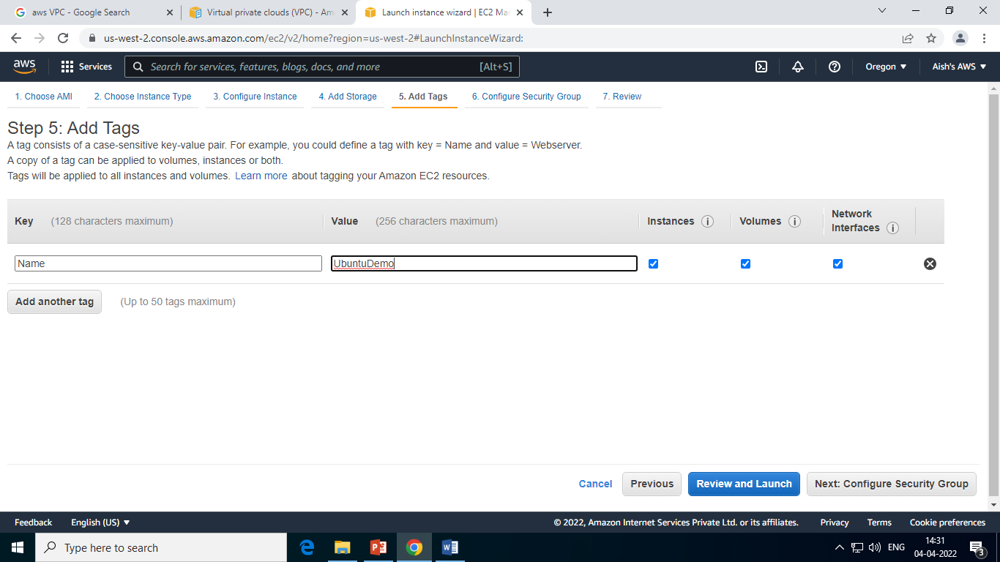 aws VPC - Google Search
Virtual private clouds (VPC) - Am
Launch instance wizard | EC2 Ma
us-west-2.console.aws.amazon.com/ec2/v2/home?region=us-west-2#LaunchInstanceWizard:
aws
Services
Search for services, features, blogs, docs, and more
[Alt+S]
Oregon
Aish's AWS
1. Choose AMI
2. Choose Instance Type
3. Configure Instance
4. Add Storage
5. Add Tags
6. Configure Security Group
7. Review
Step 5: Add Tags
A tag consists of a case-sensitive key-value pair. For example, you could define a tag with key = Name and value = Webserver.
A copy of a tag can be applied to volumes, instances or both.
Tags will be applied to all instances and volumes. Learn more about tagging your Amazon EC2 resources.
Key (128 characters maximum)
Value (256 characters maximum)
Instances
Volumes
Network
Interfaces
Name
UbuntuDemo
Add another tag
(Up to 50 tags maximum)
Cancel
Previous
Review and Launch
Next: Configure Security Group
Feedback
English (US)
© 2022, Amazon Internet Services Private Ltd. or its affiliates.
Privacy
Terms
Cookie preferences
Type here to search
ENG
14:31
04-04-2022
3